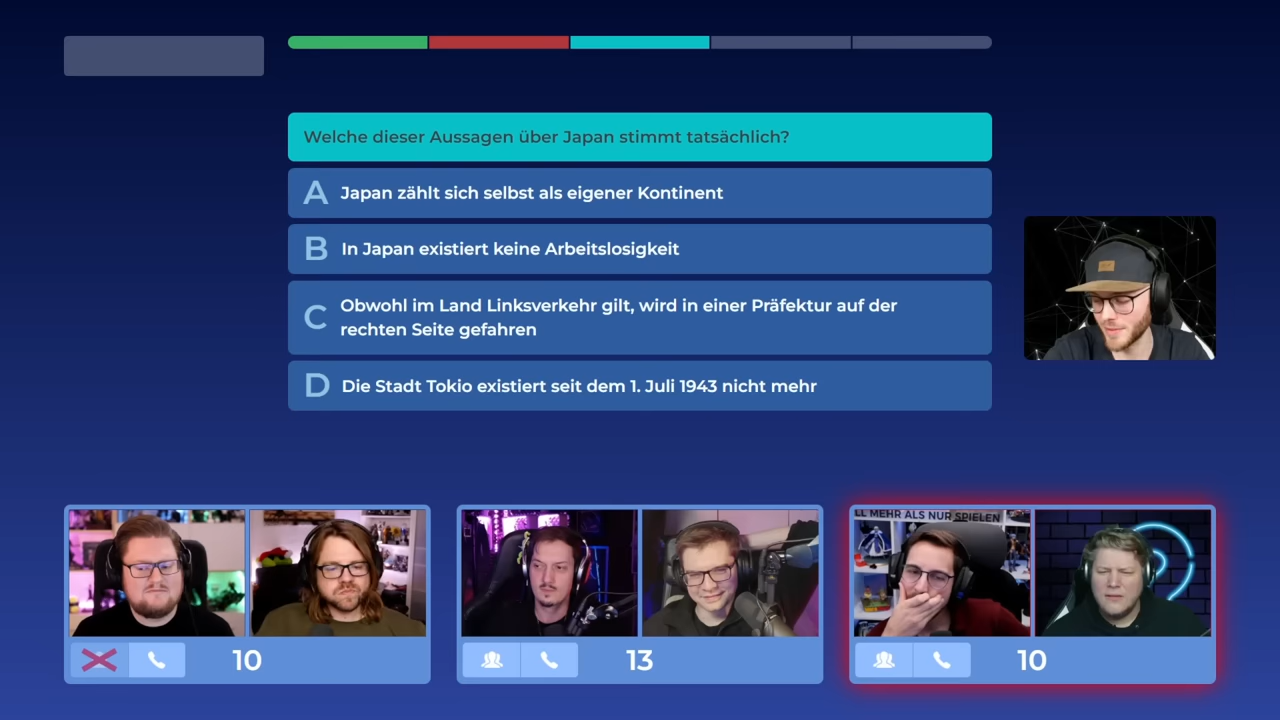 Welche dieser Aussagen über Japan stimmt tatsächlich?
A Japan zählt sich selbst als eigener Kontinent
B In Japan existiert keine Arbeitslosigkeit
C Obwohl im Land Linksverkehr gilt, wird in einer Präfektur auf der
rechten Seite gefahren
D Die Stadt Tokio existiert seit dem 1. Juli 1943 nicht mehr
LL MEHR ALS NUR SPIELEN
10
13
10